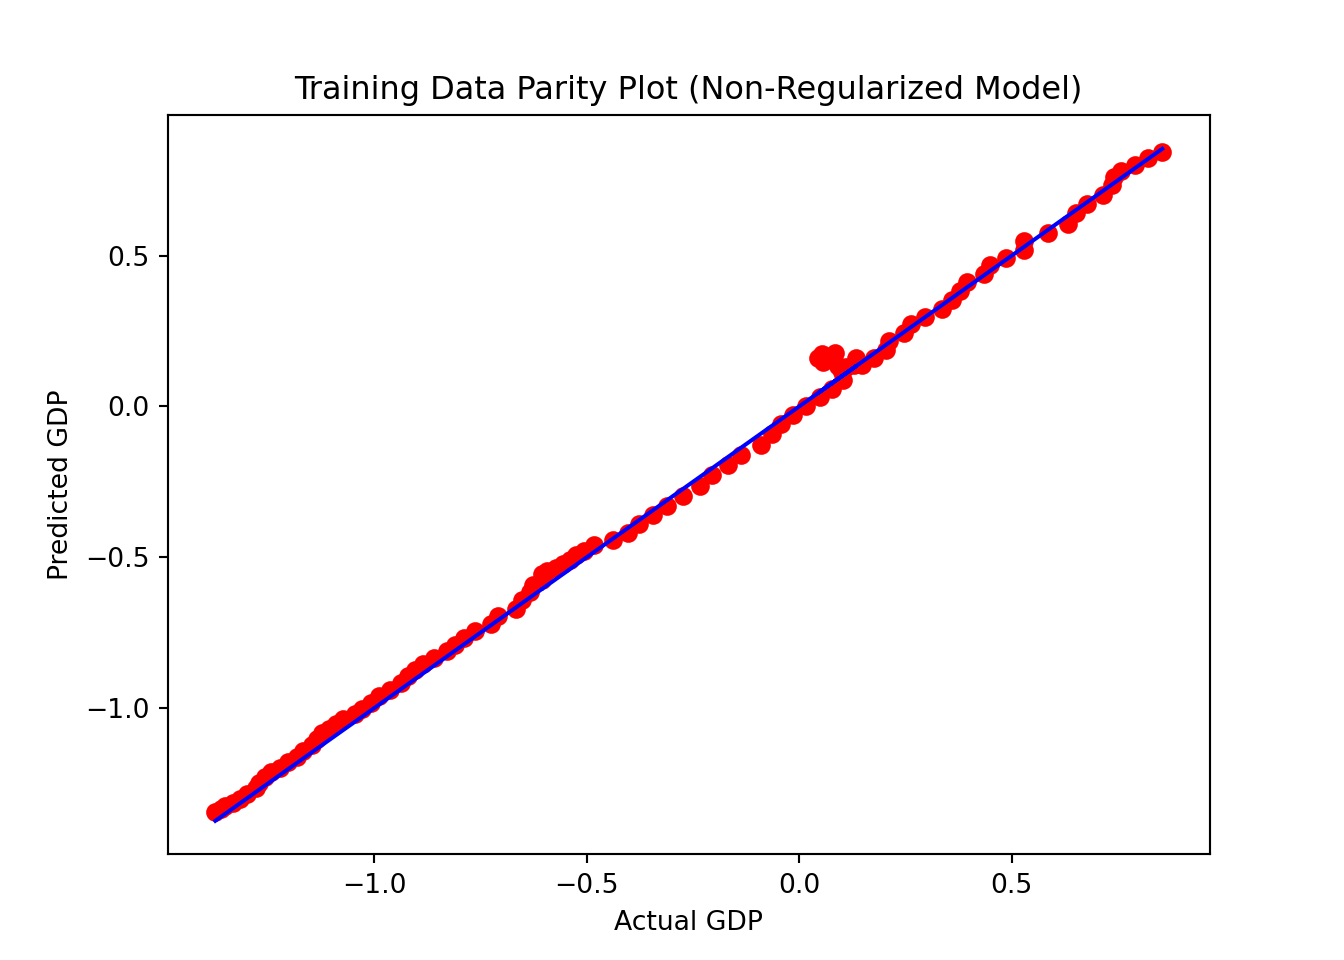 Training Data Parity Plot (Non-Regularized Model)
0.5
0.0
−0.5
−1.0
Predicted GDP
−1.0 −0.5 0.0 0.5
Actual GDP